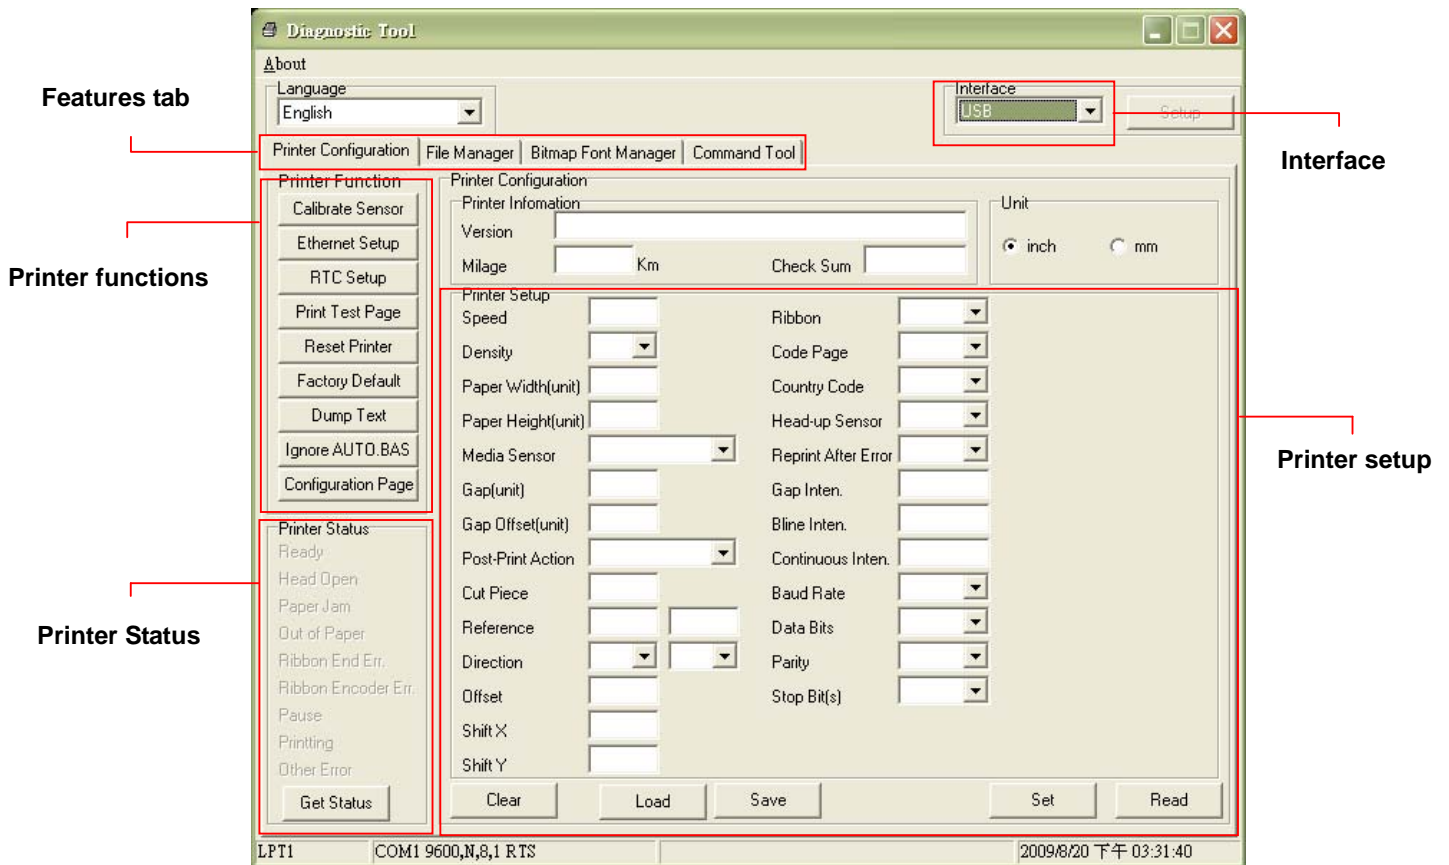 Diagnostic Tool
About
Features tab
Language
English
Interface
USB
Setup
Interface
Printer Configuration
File Manager
Bitmap Font Manager
Command Tool
Printer Function
Calibrate Sensor
Ethernet Setup
RTC Setup
Print Test Page
Reset Printer
Factory Default
Dump Text
Ignore AUTO.BAS
Configuration Page
Printer functions
Printer Configuration
Printer Infomation
Version
Milage
Km
Check Sum
Unit
inch
mm
Printer Setup
Speed
Density
Paper Width(unit)
Paper Height(unit)
Media Sensor
Gap(unit)
Gap Offset(unit)
Post-Print Action
Cut Piece
Reference
Direction
Offset
Shift X
Shift Y
Ribbon
Code Page
Country Code
Head-up Sensor
Reprint After Error
Gap Inten.
Bline Inten.
Continuous Inten.
Baud Rate
Data Bits
Parity
Stop Bit(s)
Printer setup
Printer Status
Ready
Head Open
Paper Jam
Out of Paper
Ribbon End Err.
Ribbon Encoder Err.
Pause
Printting
Other Error
Get Status
Printer Status
Clear
Load
Save
Set
Read
LPT1
COM1 9600,N,8,1 RTS
2009/8/20 下午 03:31:40